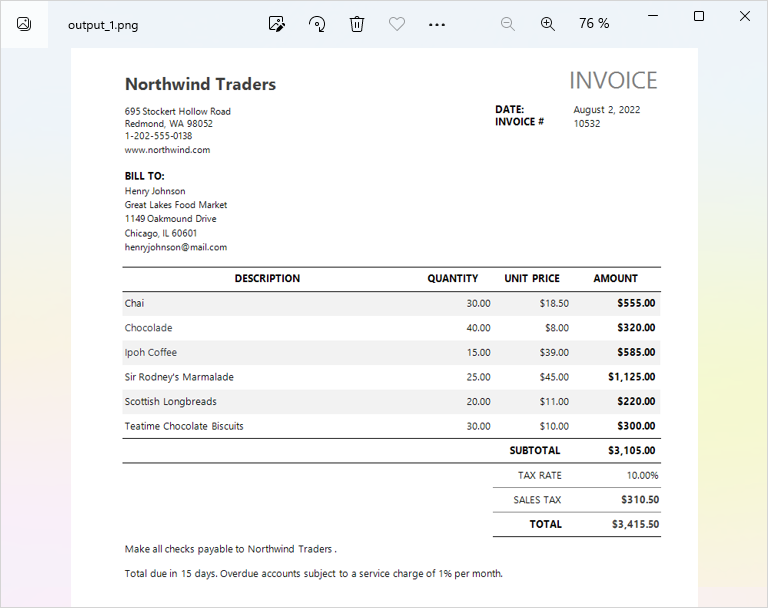 output_1.png
76 %
Northwind Traders
INVOICE
695 Stockert Hollow Road
Redmond, WA 98052
1-202-555-0138
www.northwind.com
DATE: August 2, 2022
INVOICE # 10532
BILL TO:
Henry Johnson
Great Lakes Food Market
1149 Oakmound Drive
Chicago, IL 60601
henryjohnson@mail.com
DESCRIPTION QUANTITY UNIT PRICE AMOUNT
Chai 30.00 $18.50 $555.00
Chocolade 40.00 $8.00 $320.00
Ipoh Coffee 15.00 $39.00 $585.00
Sir Rodney's Marmalade 25.00 $45.00 $1,125.00
Scottish Longbreads 20.00 $11.00 $220.00
Teatime Chocolate Biscuits 30.00 $10.00 $300.00
SUBTOTAL $3,105.00
TAX RATE 10.00%
SALES TAX $310.50
TOTAL $3,415.50
Make all checks payable to Northwind Traders .
Total due in 15 days. Overdue accounts subject to a service charge of 1% per month.